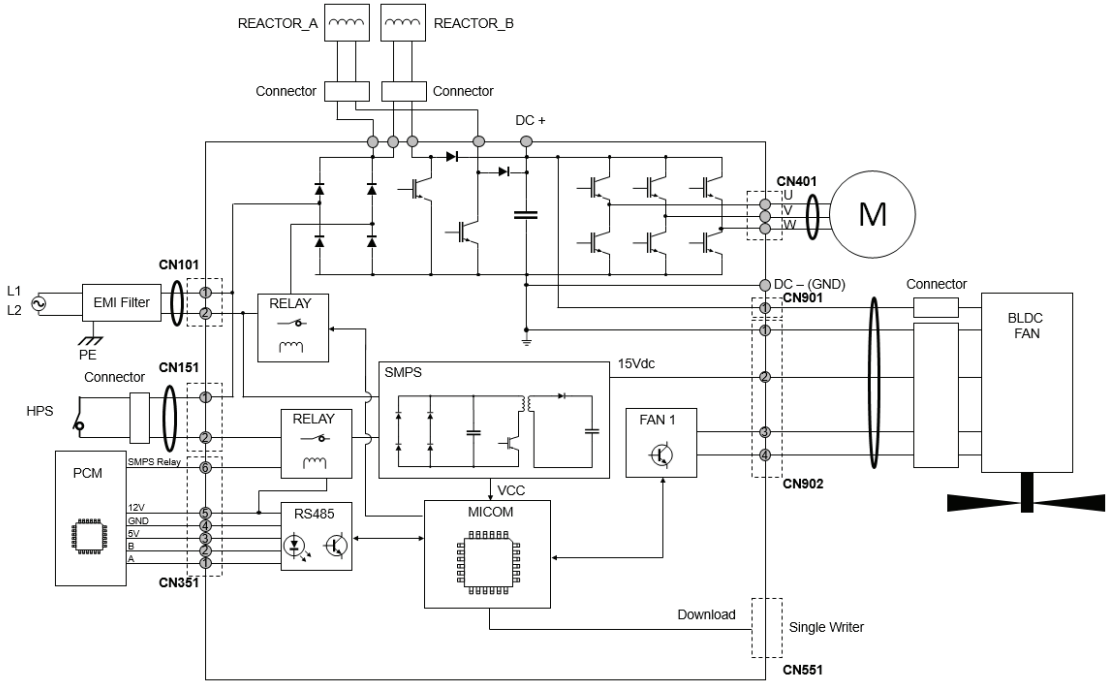 REACTOR_A
REACTOR_B
Connector
Connector
DC +
CN401
U
V
W
M
CN101
L1
L2
EMI Filter
1
2
PE
RELAY
DC – (GND)
CN901
Connector
1
1
BLDC
FAN
CN151
Connector
HPS
1
2
SMPS
15Vdc
2
RELAY
FAN 1
3
4
CN902
PCM
SMPS Relay
6
VCC
MICOM
12V
GND
5V
B
A
5
4
3
2
1
RS485
CN351
Download
Single Writer
CN551